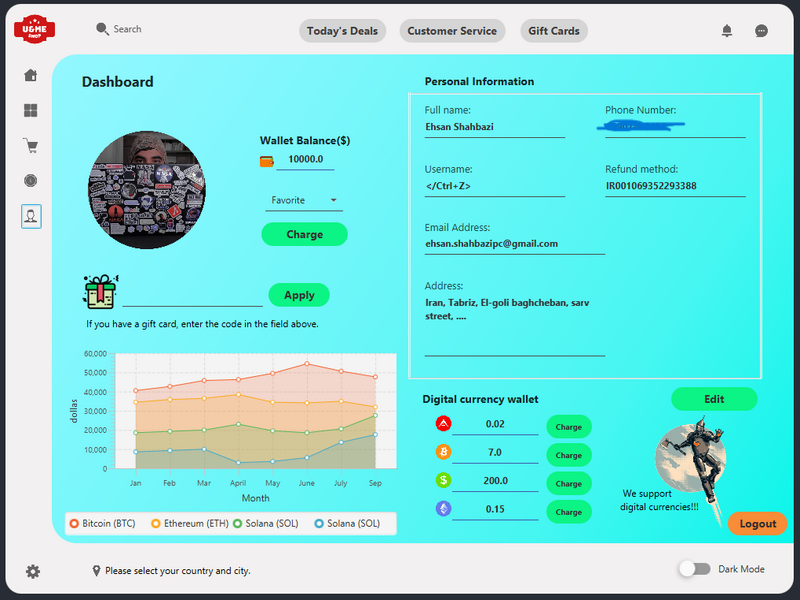 U&ME
SHOP
Search
Today's Deals
Customer Service
Gift Cards
Dashboard
Wallet Balance($)
10000.0
Favorite
Charge
Apply
If you have a gift card, enter the code in the field above.
NASA
60,000
50,000
40,000
30,000
20,000
10,000
0
dollas
Jan Feb Mar April May June July Sep
Month
Bitcoin (BTC) Ethereum (ETH) Solana (SOL) Solana (SOL)
Personal Information
Full name:
Ehsan Shahbazi
Phone Number:
Username:
</Ctrl+Z>
Refund method:
IR001069352293388
Email Address:
ehsan.shahbazipc@gmail.com
Address:
Iran, Tabriz, El-goli baghcheban, sarv
street, ....
Digital currency wallet
0.02 Charge
7.0 Charge
200.0 Charge
0.15 Charge
Edit
We support
digital currencies!!!
Logout
Please select your country and city.
Dark Mode